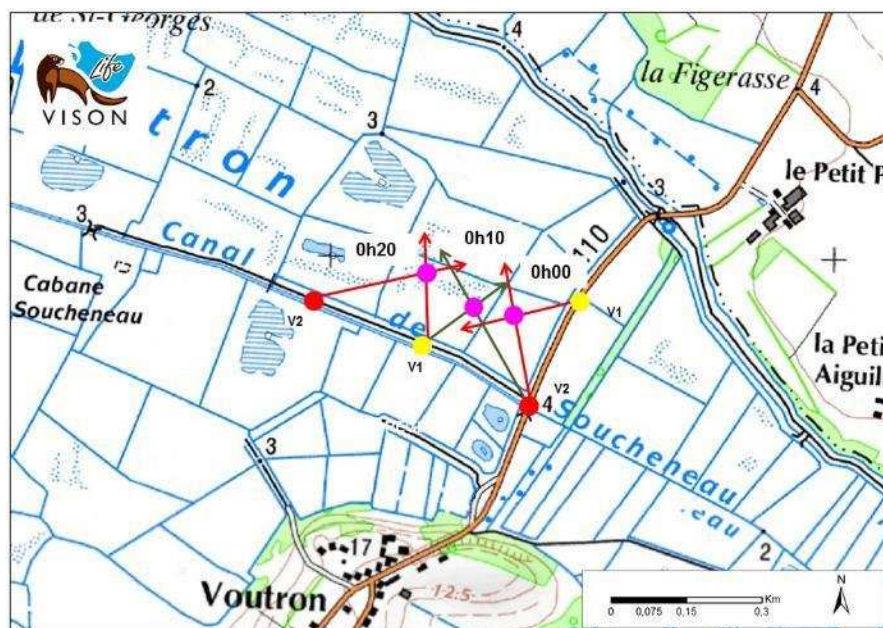 de St-Georges
Life
VISON
tron
4
2
3
la Figerasse
4
le Petit P
3
3
Canal
0h20
0h10
0h00
110
Cabane
Soucheneau
V2
V1
de
V1
V2
4
Soucheneau
la Petit
Aiguil
3
eau
2
17
Voutron
12.5
N
Km
0 0,075 0,15 0,3